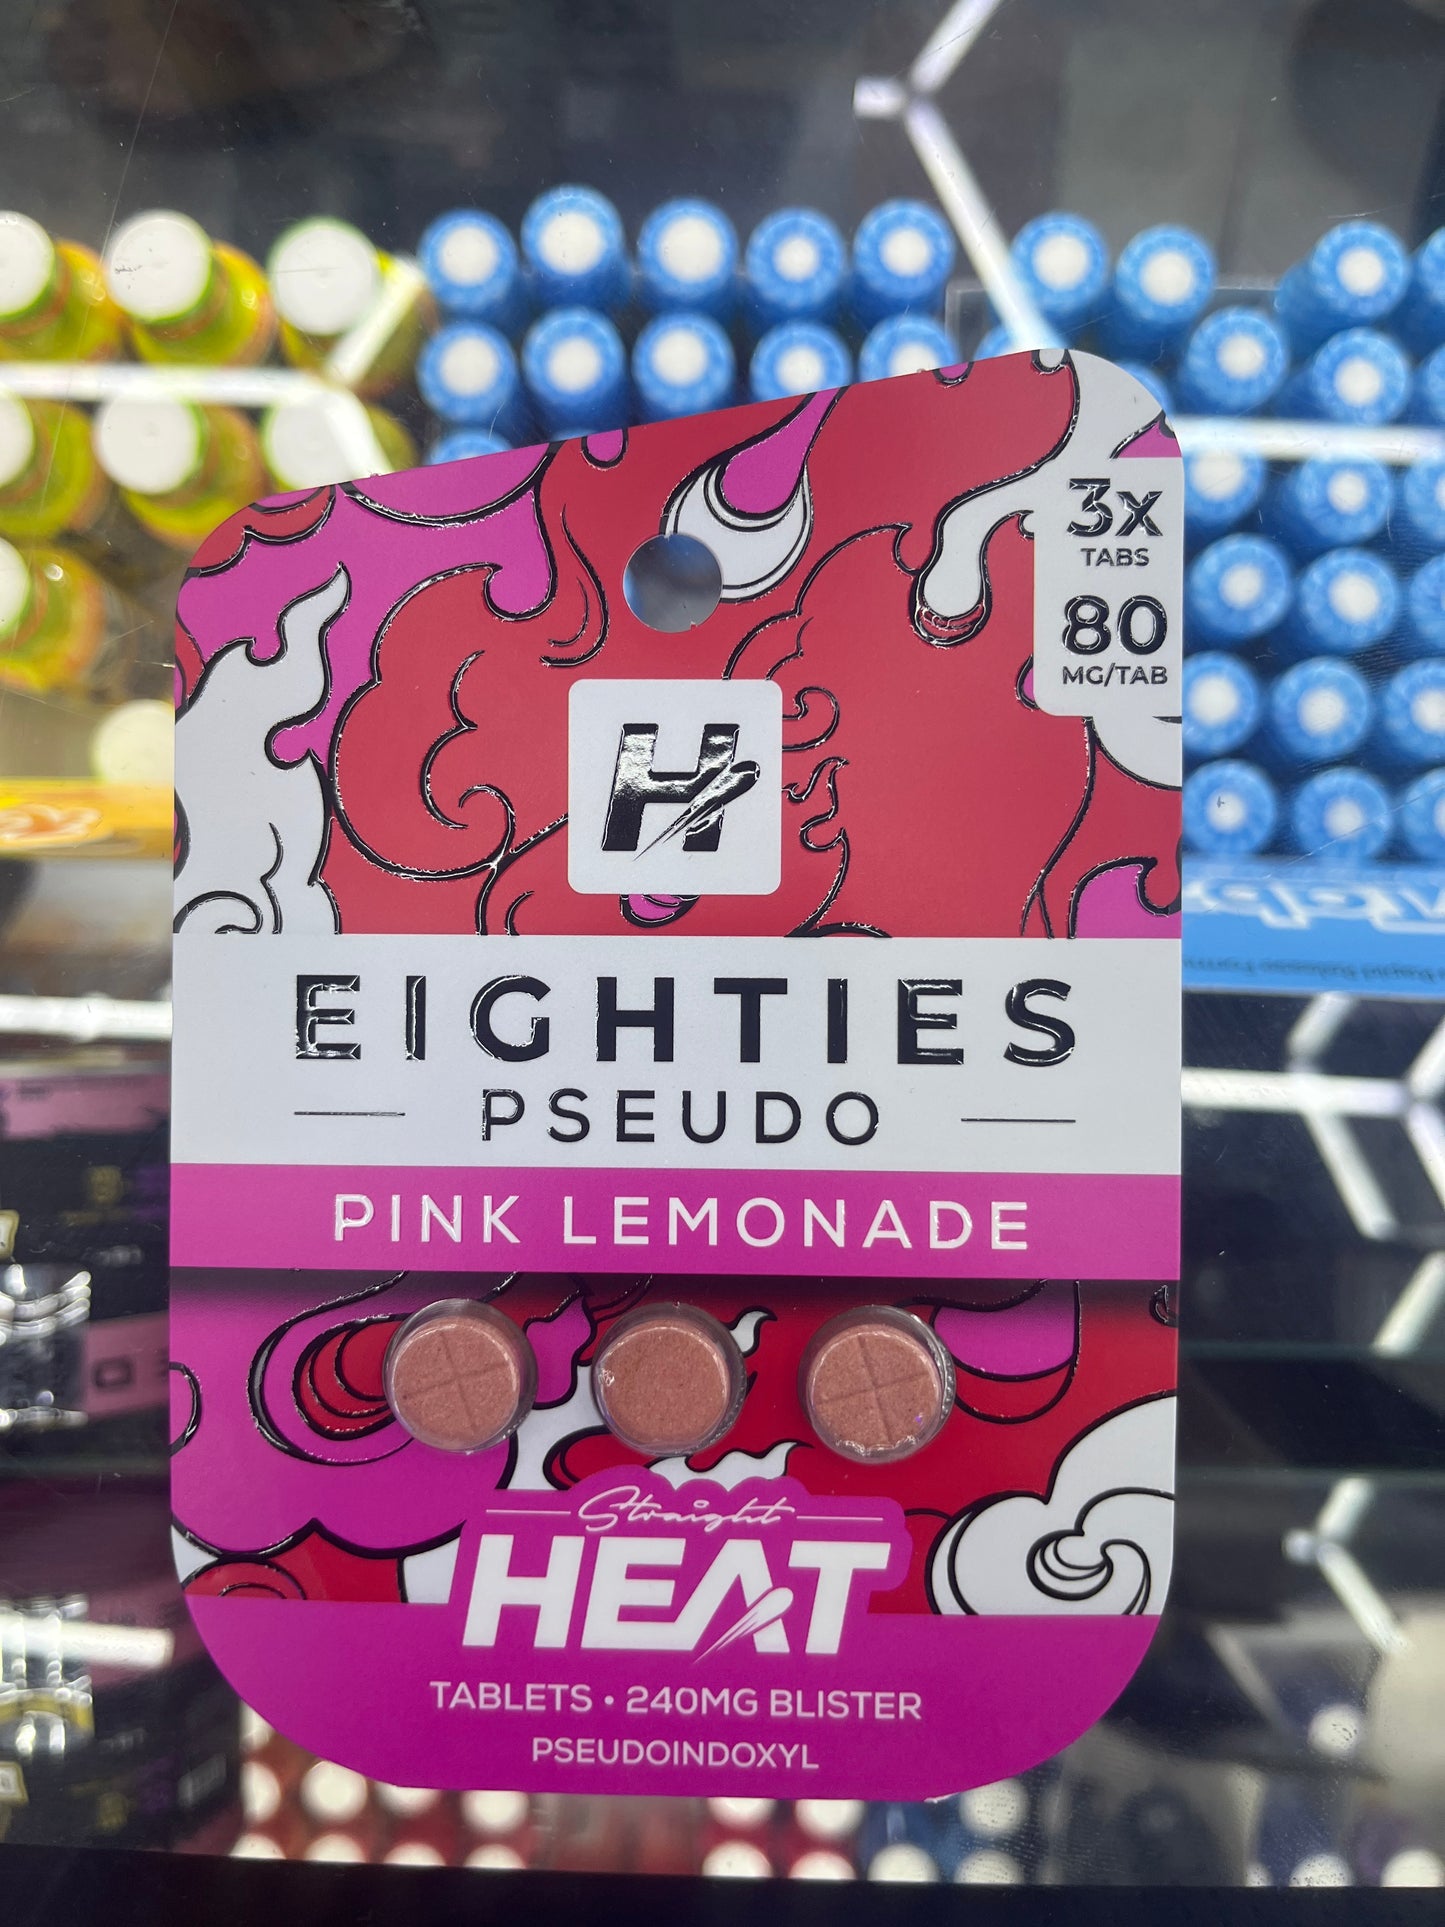 3x
TABS
80
MG/TAB
H
EIGHTIES
PSEUDO
PINK LEMONADE
Straight
HEAT
TABLETS • 240MG BLISTER
PSEUDOINDOXYL